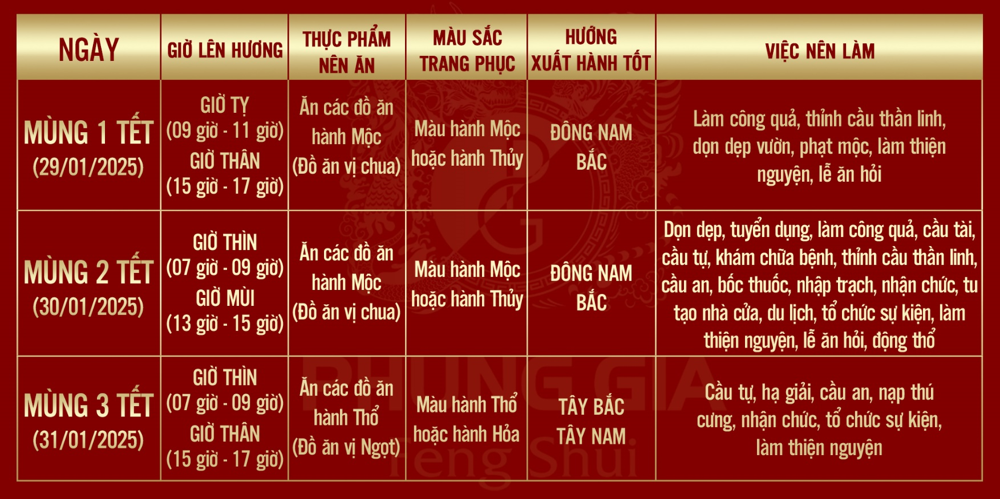 NGÀY
GIỜ LÊN HƯƠNG
THỰC PHẨM
NÊN ĂN
MÀU SẮC
TRANG PHỤC
HƯỚNG
XUẤT HÀNH TỐT
VIỆC NÊN LÀM
MÙNG 1 TẾT
(29/01/2025)
GIỜ TỴ
(09 giờ - 11 giờ)
GIỜ THÂN
(15 giờ - 17 giờ)
Ăn các đồ ăn
hành Mộc
(Đồ ăn vị chua)
Màu hành Mộc
hoặc hành Thủy
ĐÔNG NAM
BẮC
Làm công quả, thỉnh cầu thần linh,
dọn dẹp vườn, phạt mộc, làm thiện
nguyện, lễ ăn hỏi
MÙNG 2 TẾT
(30/01/2025)
GIỜ THÌN
(07 giờ - 09 giờ)
GIỜ MÙI
(13 giờ - 15 giờ)
Ăn các đồ ăn
hành Mộc
(Đồ ăn vị chua)
Màu hành Mộc
hoặc hành Thủy
ĐÔNG NAM
BẮC
Dọn dẹp, tuyển dụng, làm công quả, cầu tài,
cầu tự, khám chữa bệnh, thỉnh cầu thần linh,
cầu an, bốc thuốc, nhập trạch, nhận chức, tu
tạo nhà cửa, du lịch, tổ chức sự kiện, làm
thiện nguyện, lễ ăn hỏi, động thổ
MÙNG 3 TẾT
(31/01/2025)
GIỜ THÌN
(07 giờ - 09 giờ)
GIỜ THÂN
(15 giờ - 17 giờ)
Ăn các đồ ăn
hành Thổ
(Đồ ăn vị Ngọt)
Màu hành Thổ
hoặc hành Hỏa
TÂY BẮC
TÂY NAM
Cầu tự, hạ giải, cầu an, nạp thú
cưng, nhận chức, tổ chức sự kiện,
làm thiện nguyện
PHUNG GIA
Feng Shui